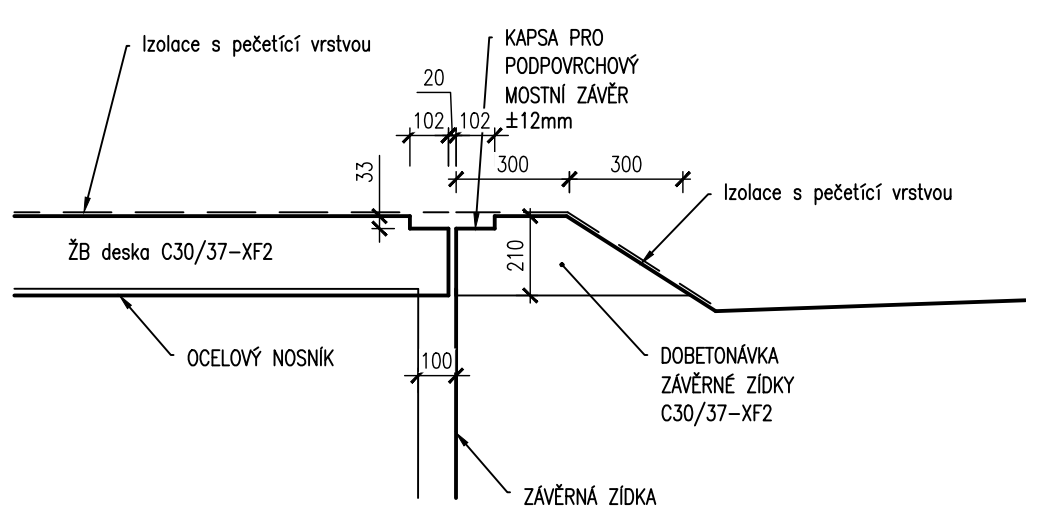 Izolace s pečetící vrstvou
KAPSA PRO
PODPOVRCHOVÝ
MOSTNÍ ZÁVĚR
±12mm
20
102
102
33
300
300
Izolace s pečetící vrstvou
ŽB deska C30/37-XF2
210
OCELOVÝ NOSNÍK
100
DOBETONÁVKA
ZÁVĚRNÉ ZÍDKY
C30/37-XF2
ZÁVĚRNÁ ZÍDKA